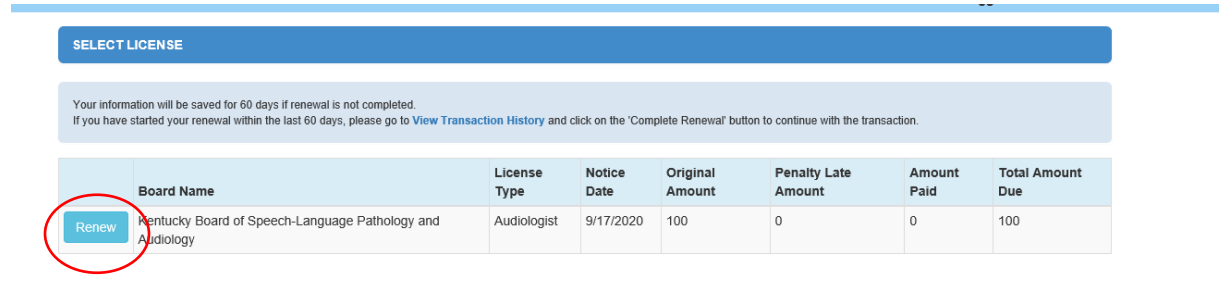 SELECT LICENSE
Your information will be saved for 60 days if renewal is not completed.
If you have started your renewal within the last 60 days, please go to View Transaction History and click on the 'Complete Renewal' button to continue with the transaction.
Board Name License Type Notice Date Original Amount Penalty Late Amount Amount Paid Total Amount Due
Renew Kentucky Board of Speech-Language Pathology and Audiology Audiologist 9/17/2020 100 0 0 100